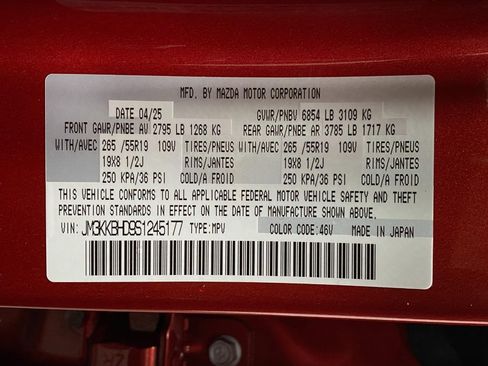 MFD. BY MAZDA MOTOR CORPORATION
DATE 04/25 GVWR/PNBV 6854 LB 3109 KG
FRONT GAWR/PNBE AV 2795 LB 1268 KG REAR GAWR/PNBE AR 3785 LB 1717 KG
WITH/AVEC 265 /55R19 109V TIRES/PNEUS WITH/AVEC 265 /55R19 109V TIRES/PNEUS
19X8 1/2J RIMS/JANTES 19X8 1/2J RIMS/JANTES
250 KPA/36 PSI COLD/A FROID 250 KPA/36 PSI COLD/A FROID
THIS VEHICLE CONFORMS TO ALL APPLICABLE FEDERAL MOTOR VEHICLE SAFETY AND THEFT
PREVENTION STANDARDS IN EFFECT ON THE DATE OF MANUFACTURE SHOWN ABOVE.
VIN: JM3KKBHD9S1245177 TYPE:MPV
COLOR CODE:46V MADE IN JAPAN